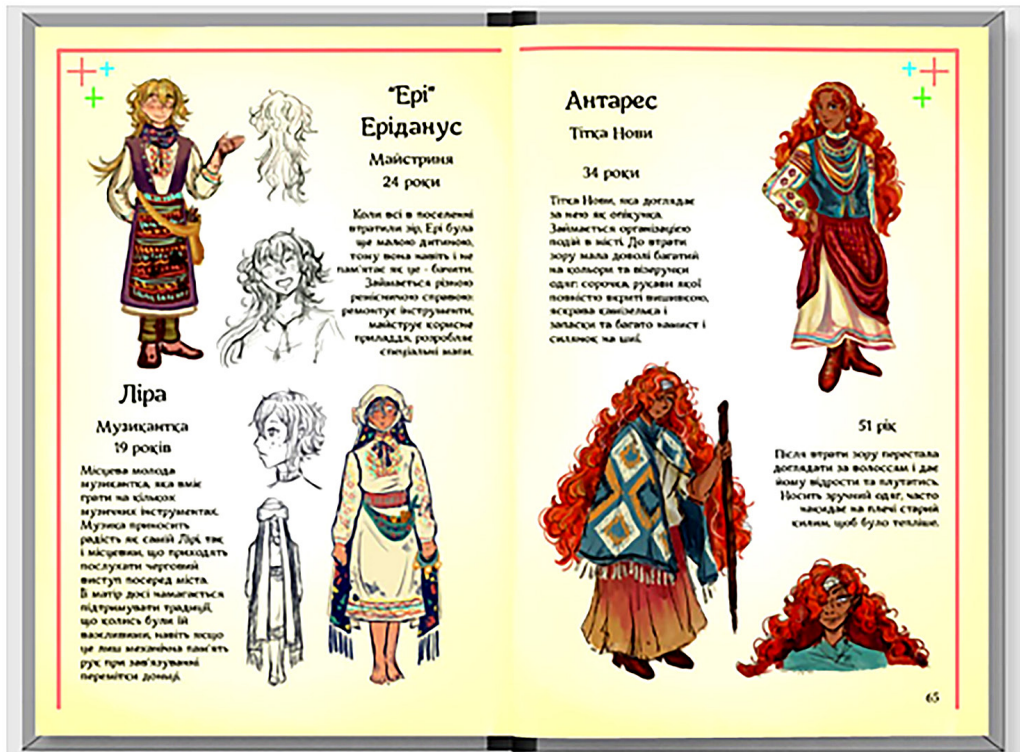 "Ері"
Еріданус
Майстриня
24 роки
Коли всі в поселенні
втратили зір, Ері була
ще малою дитиною,
тому вона навіть і не
пам'ятає як це - бачити.
Займається різною
ремісничою справою:
ремонтує інструменти,
майструє корисне
приладдя, розробляє
спеціальні мапи.
Ліра
Музикантка
19 років
Місцева молода
музикантка, яка вміє
грати на кількох
музичних інструментах.
Музика приносить
радість як самій Лірі, так
і місцевим, що приходять
послухати черговий
виступ посеред міста.
Її матір досі намагається
підтримувати традиції,
що колись були їй
важливими, навіть якщо
це лиш механічна пам'ять
рук при зав'язуванні
перемітки доньці.
Антарес
Тітка Нови
34 роки
Тітка Нови, яка доглядає
за нею як опікунка.
Займається організацією
подій в місті. До втрати
зору мала доволі багатий
на кольори та візерунки
одяг: сорочка, рукави якої
повністю вкриті вишивкою,
яскрава камізелька і
запаска та багато намист і
силянок на шиї.
51 рік
Після втрати зору перестала
доглядати за волоссям і дає
йому відрости та плутатись.
Носить зручний одяг, часто
накидає на плечі старий
килим, щоб було тепліше.
65